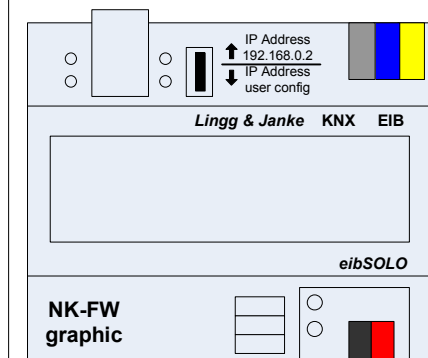 IP Address
192.168.0.2
IP Address
user config
Lingg & Janke KNX EIB
eibSOLO
NK-FW
graphic